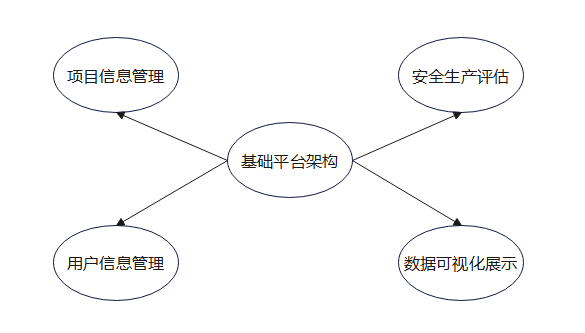 项目信息管理
安全生产评估
基础平台架构
用户信息管理
数据可视化展示